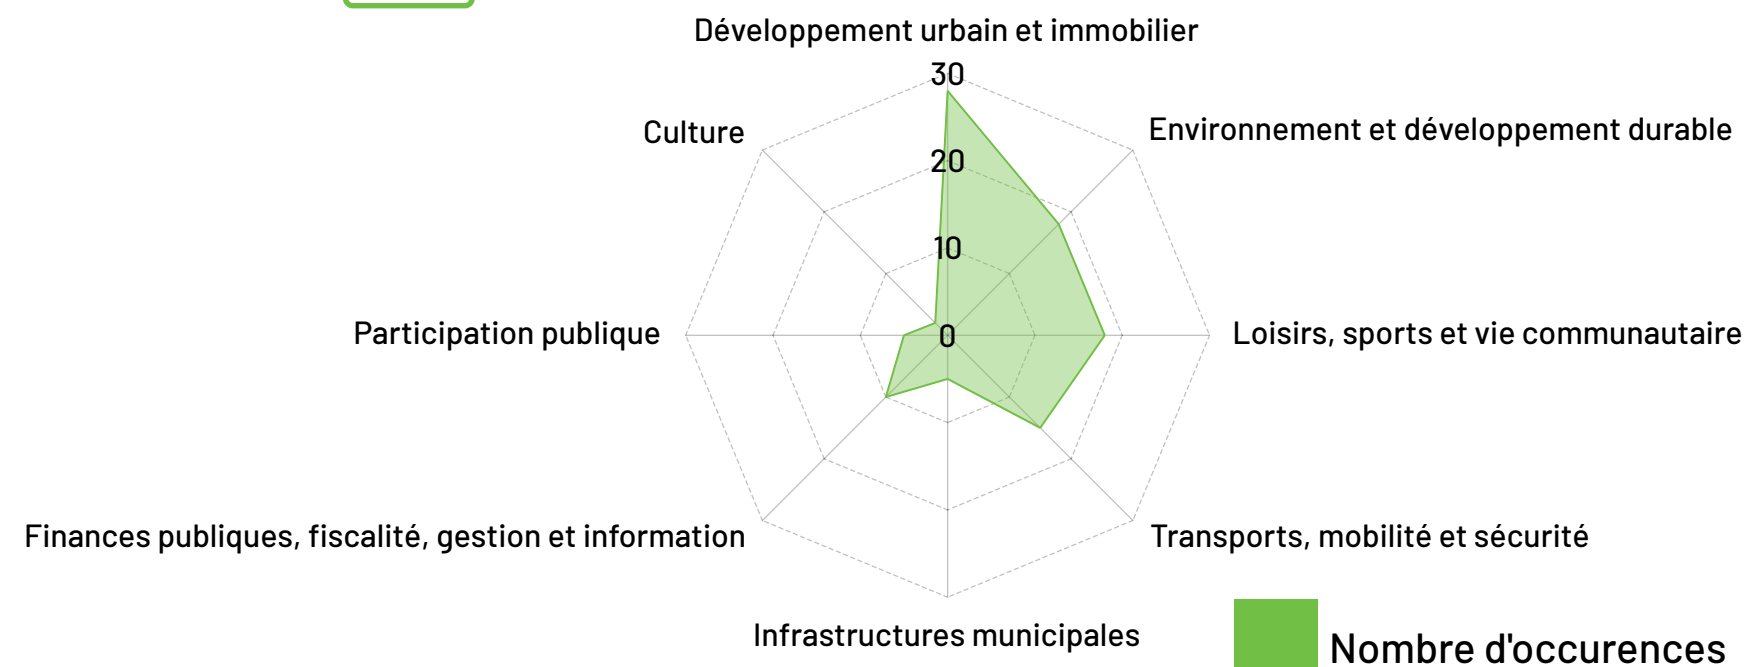 Développement urbain et immobilier
30
Culture
Environnement et développement durable
20
10
Participation publique
0
Loisirs, sports et vie communautaire
Finances publiques, fiscalité, gestion et information
Transports, mobilité et sécurité
Infrastructures municipales
Nombre d'occurences